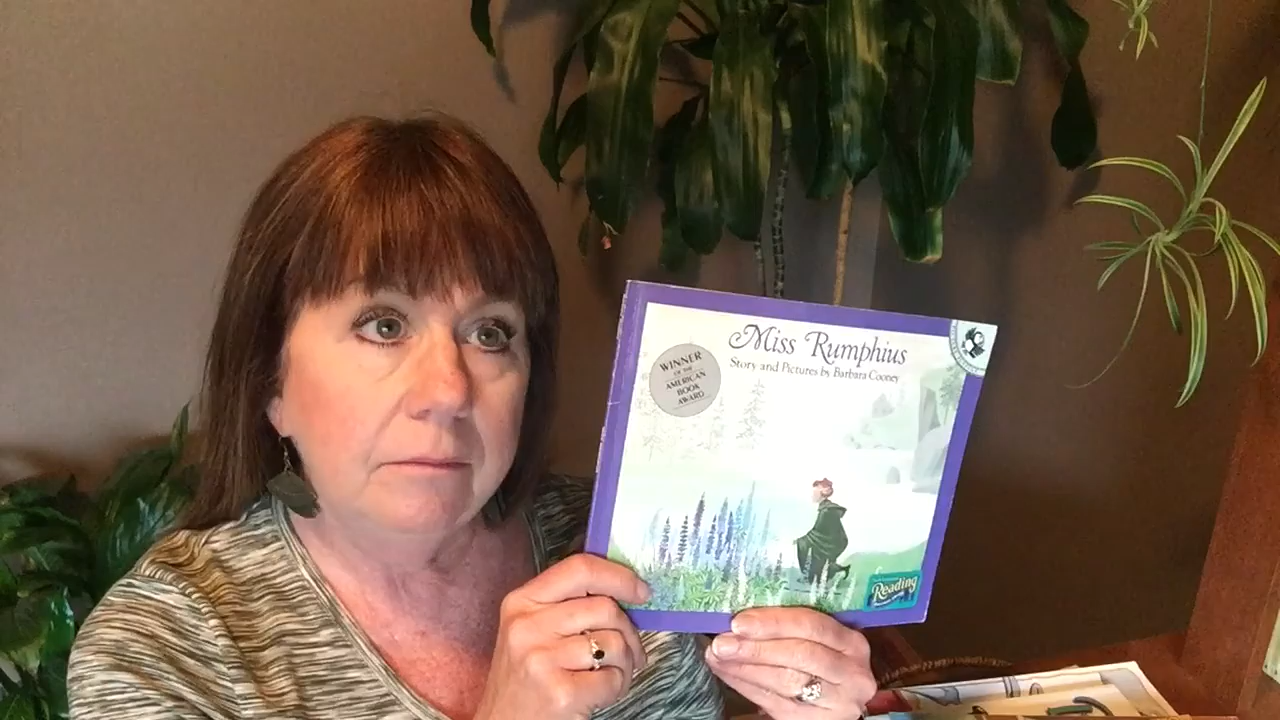 Miss Rumphius
Story and Pictures by Barbara Cooney
WINNER
OF THE
AMERICAN
BOOK
AWARD
Reading